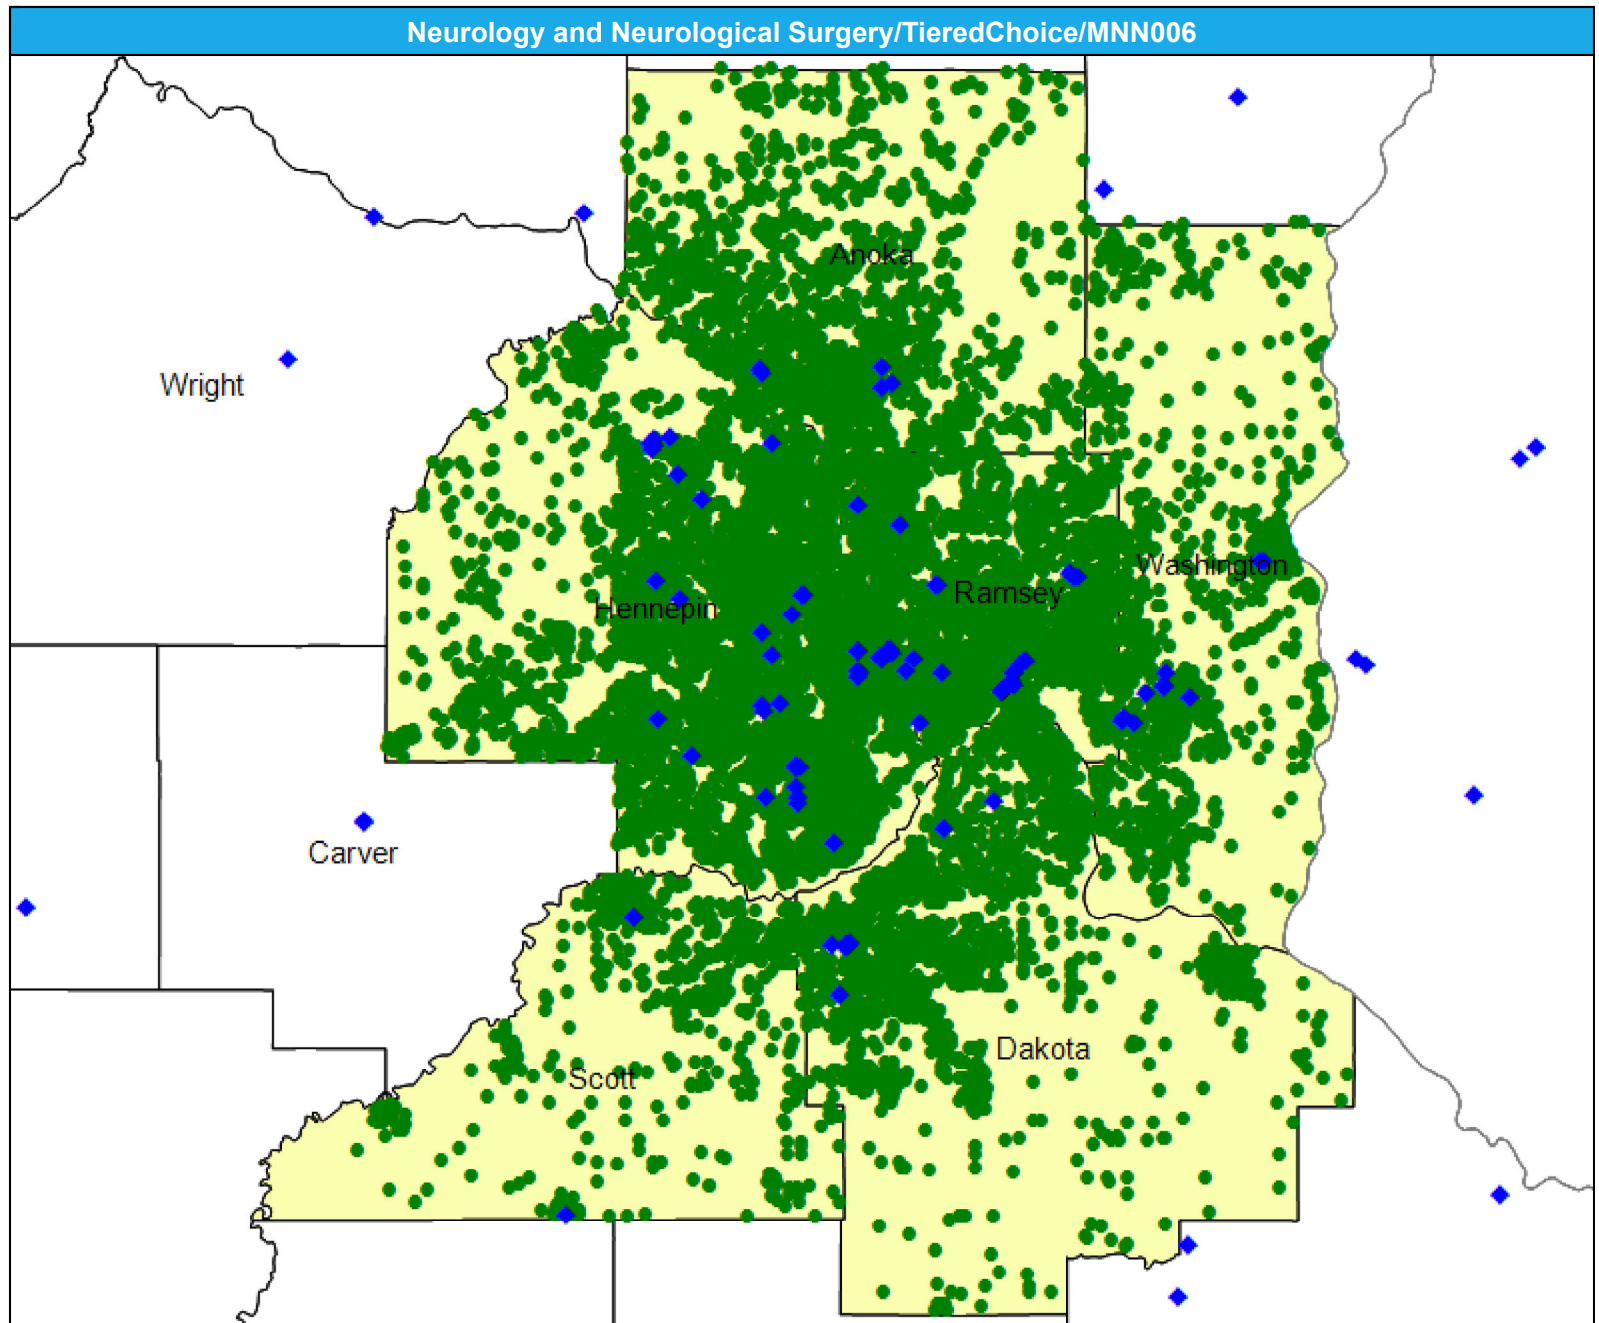 Neurology and Neurological Surgery/TieredChoice/MNN006
Anoka
Wright
Washington
Ramsey
Hennepin
Carver
Dakota
Scott